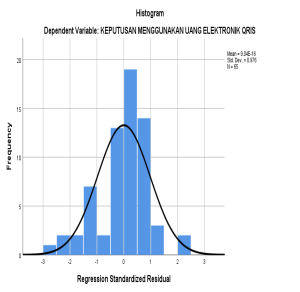 Histogram
Dependent Variable: KEPUTUSAN MENGGUNAKAN UANG ELEKTRONIK QRIS
Mean = 9.04E-16
Std. Dev. = 0.976
N = 65
Frequency
20
15
10
5
0
-3 -2 -1 0 1 2 3
Regression Standardized Residual